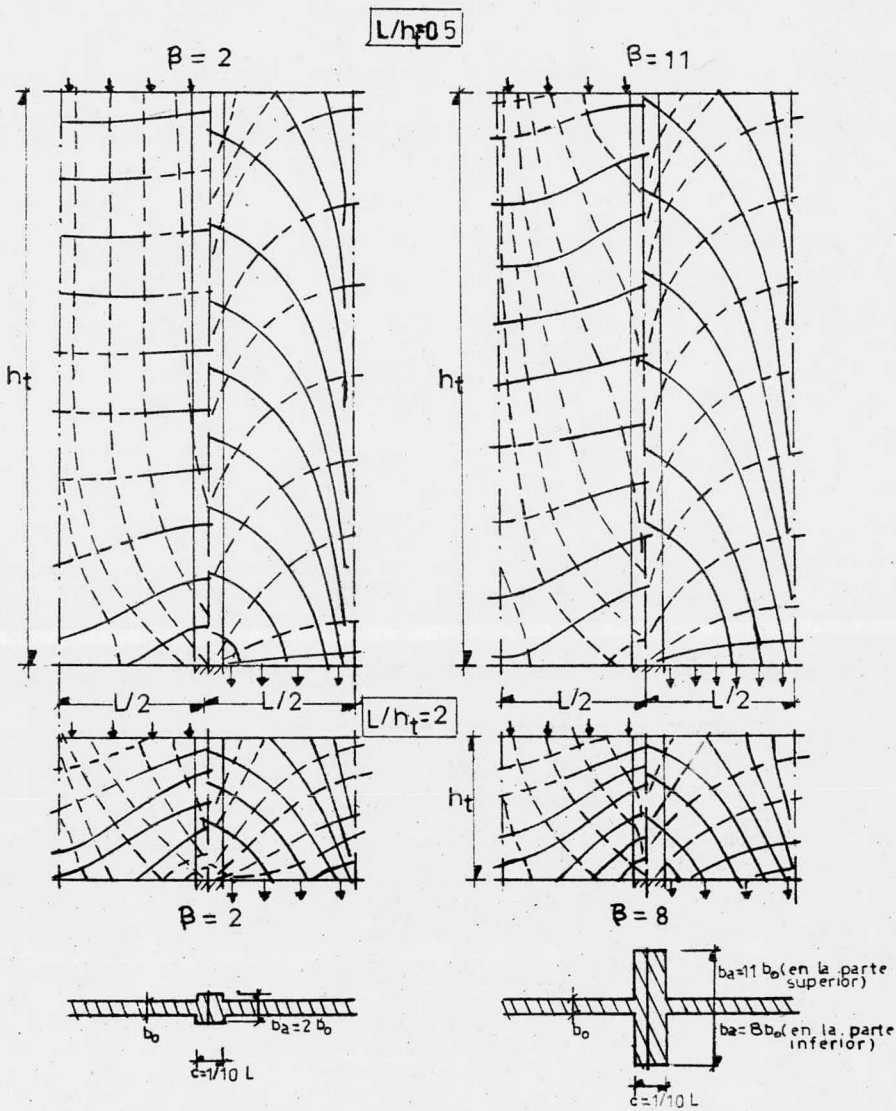 L/ht=0.5
β = 2
β = 11
ht
ht
L/2
L/2
L/2
L/2
L/ht=2
ht
β = 2
β = 8
b₀
ba=2 b₀
c=1/10 L
b₀
ba=11 b₀(en la parte
superior)
ba=8b₀(en la parte
inferior)
c=1/10 L